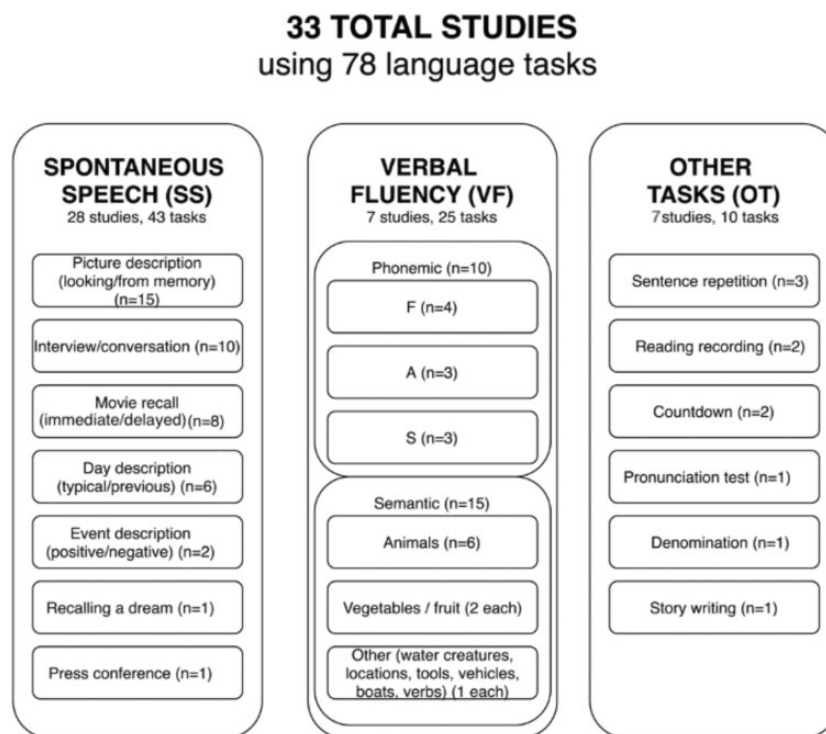 33 TOTAL STUDIES
using 78 language tasks
SPONTANEOUS
SPEECH (SS)
28 studies, 43 tasks
Picture description
(looking/from memory)
(n=15)
Interview/conversation (n=10)
Movie recall
(immediate/delayed)(n=8)
Day description
(typical/previous) (n=6)
Event description
(positive/negative) (n=2)
Recalling a dream (n=1)
Press conference (n=1)
VERBAL
FLUENCY (VF)
7 studies, 25 tasks
Phonemic (n=10)
F (n=4)
A (n=3)
S (n=3)
Semantic (n=15)
Animals (n=6)
Vegetables / fruit (2 each)
Other (water creatures,
locations, tools, vehicles,
boats, verbs) (1 each)
OTHER
TASKS (OT)
7studies, 10 tasks
Sentence repetition (n=3)
Reading recording (n=2)
Countdown (n=2)
Pronunciation test (n=1)
Denomination (n=1)
Story writing (n=1)